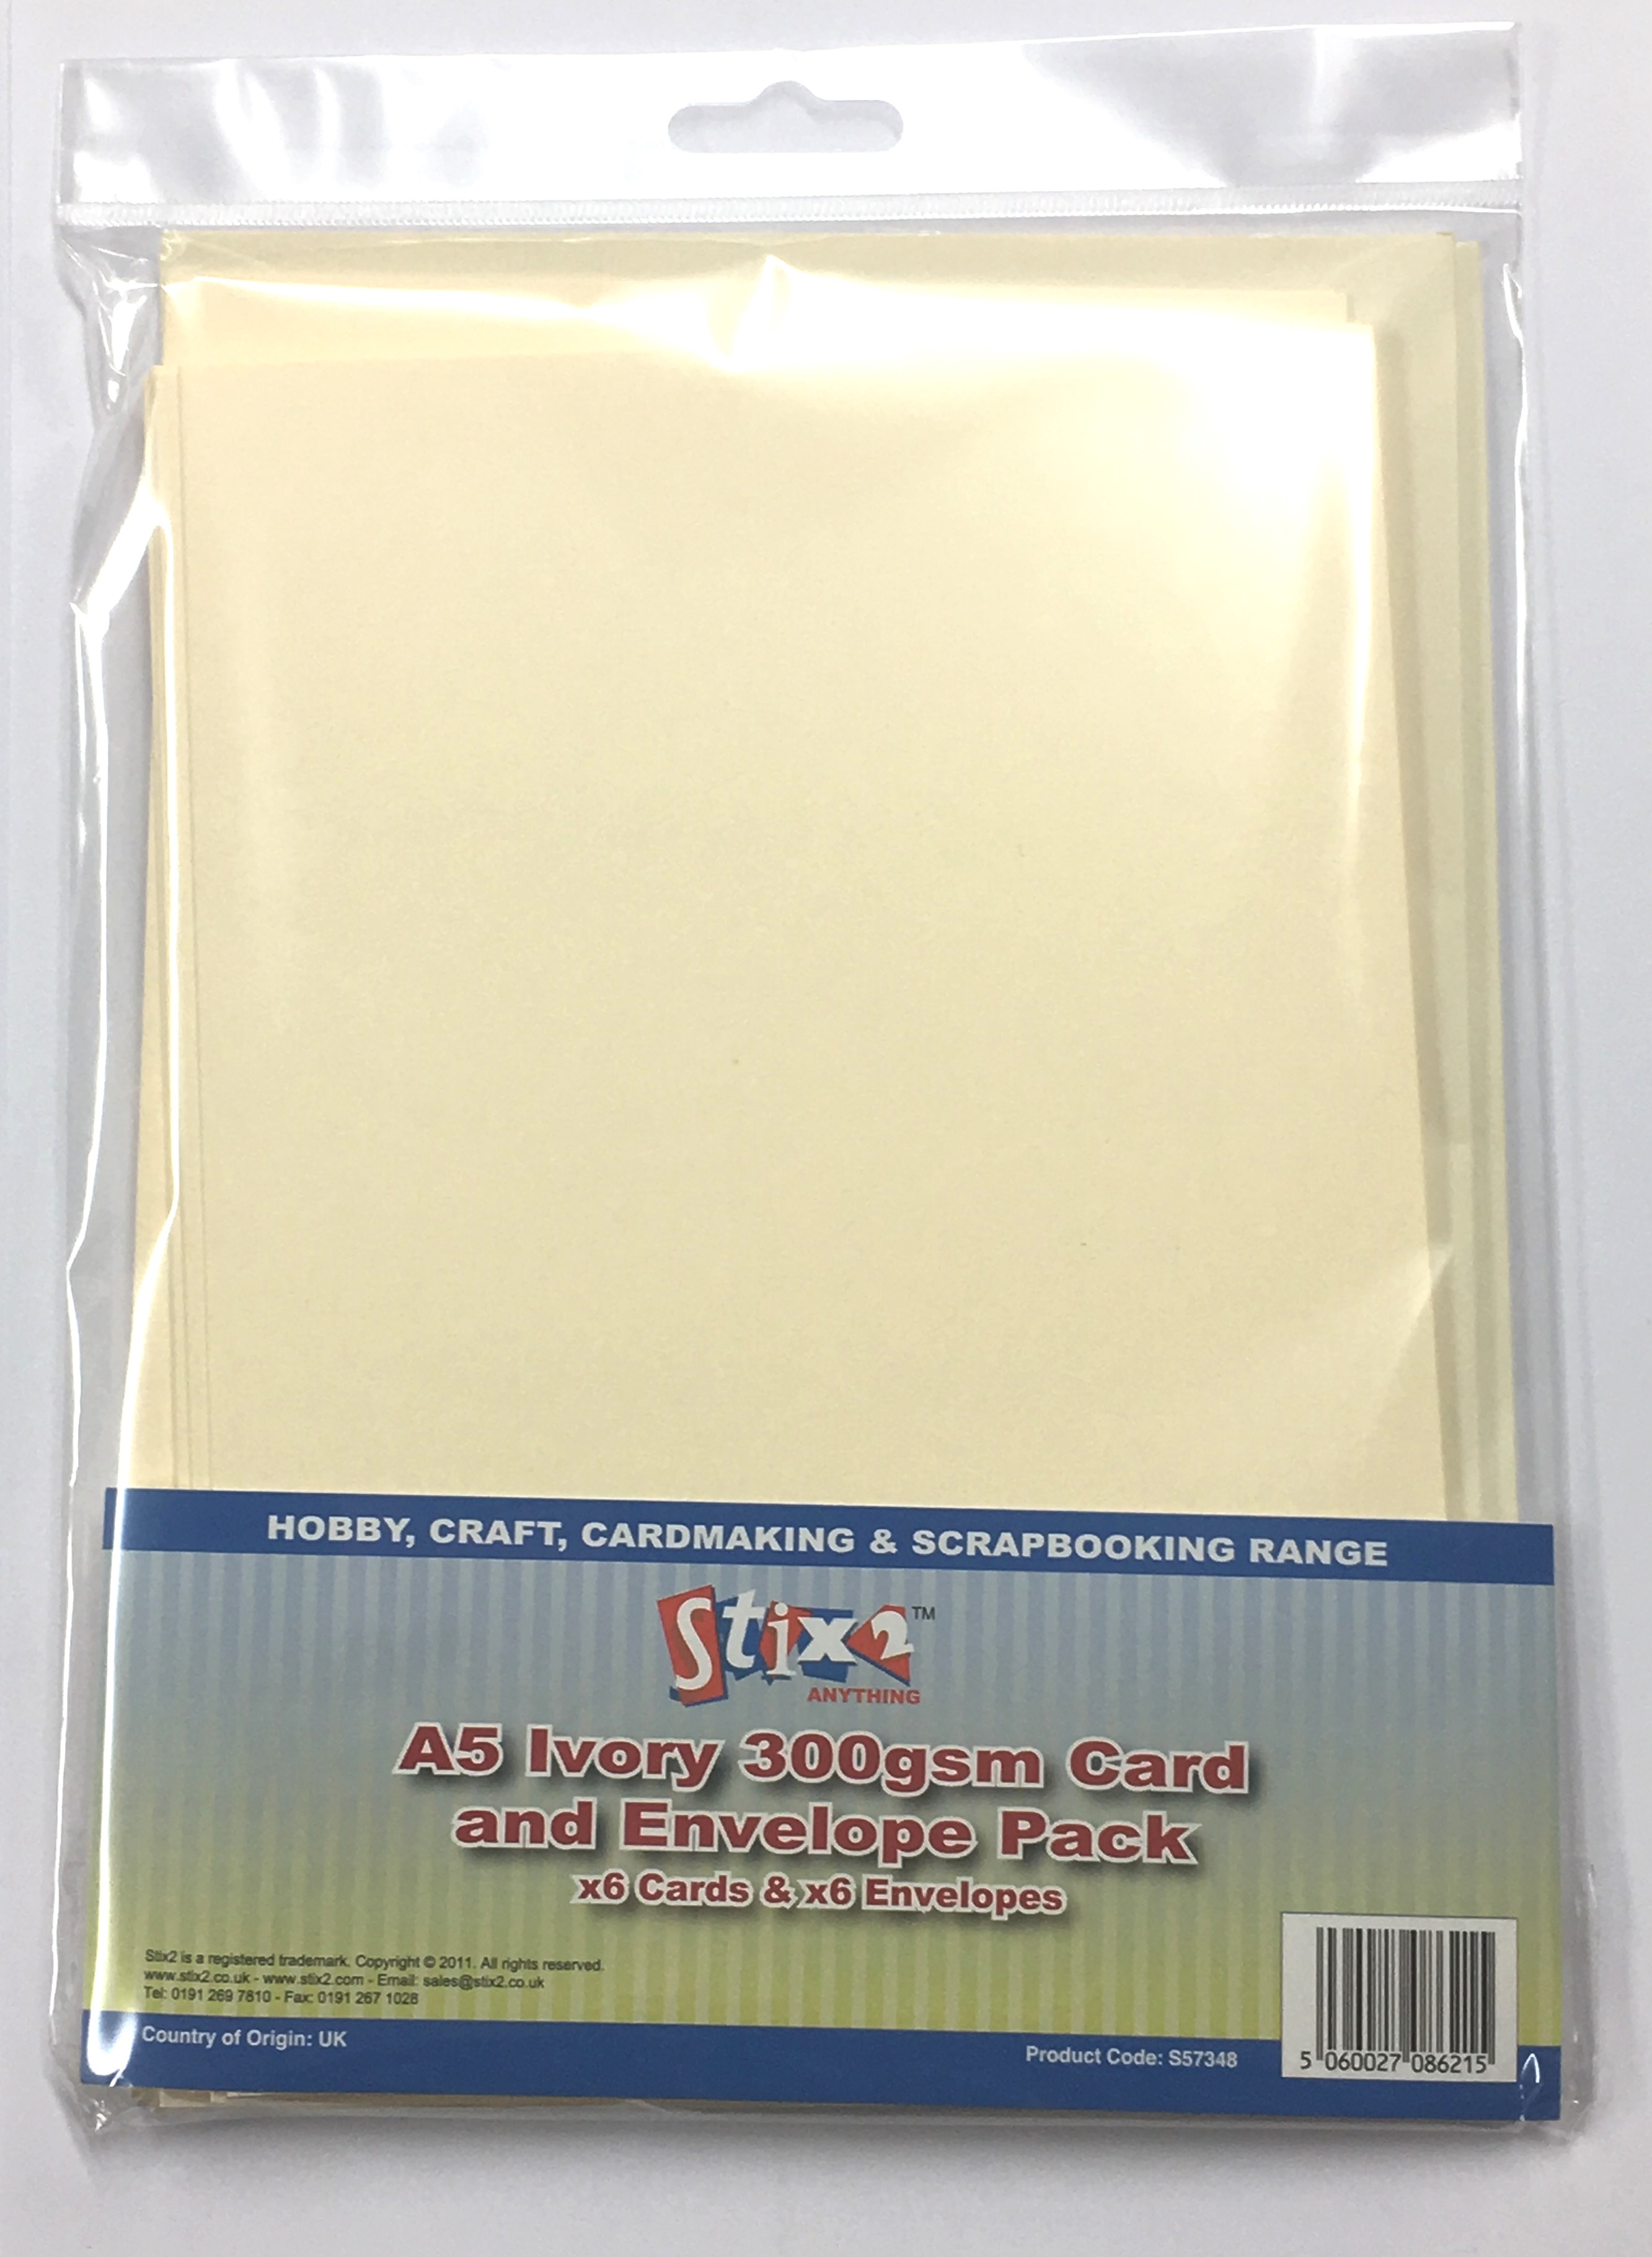 HOBBY, CRAFT, CARDMAKING & SCRAPBOOKING RANGE
Stix2™
ANYTHING
A5 Ivory 300gsm Card
and Envelope Pack
x6 Cards & x6 Envelopes
Stix2 is a registered trademark. Copyright © 2011. All rights reserved.
www.stix2.co.uk - www.stix2.com - Email: sales@stix2.co.uk
Tel: 0191 269 7810 - Fax: 0191 267 1028
Country of Origin: UK
Product Code: S57348
5 060027 086215